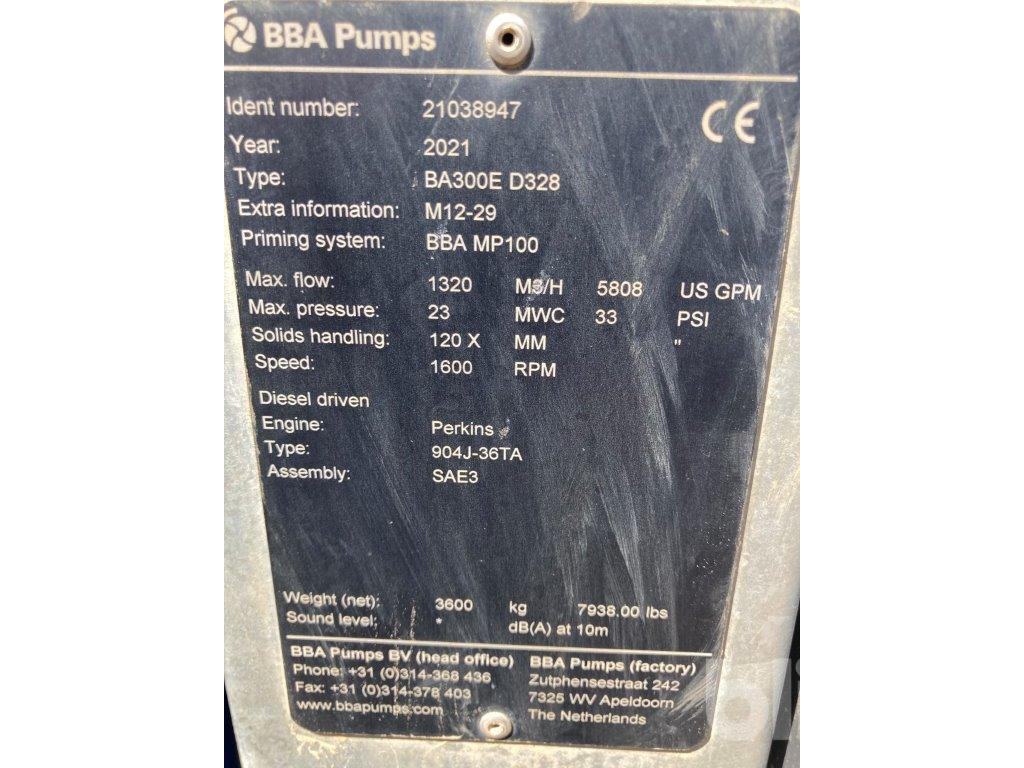 BBA Pumps
Ident number: 21038947
CE
Year: 2021
Type: BA300E D328
Extra information: M12-29
Priming system: BBA MP100
Max. flow: 1320 M3/H 5808 US GPM
Max. pressure: 23 MWC 33 PSI
Solids handling: 120 X MM "
Speed: 1600 RPM
Diesel driven
Engine: Perkins
Type: 904J-36TA
Assembly: SAE3
Weight (net): 3600 kg 7938.00 lbs
Sound level: * dB(A) at 10m
BBA Pumps BV (head office) BBA Pumps (factory)
Phone: +31 (0)314-368 436 Zutphensestraat 242
Fax: +31 (0)314-378 403 7325 WV Apeldoorn
www.bbapumps.com The Netherlands